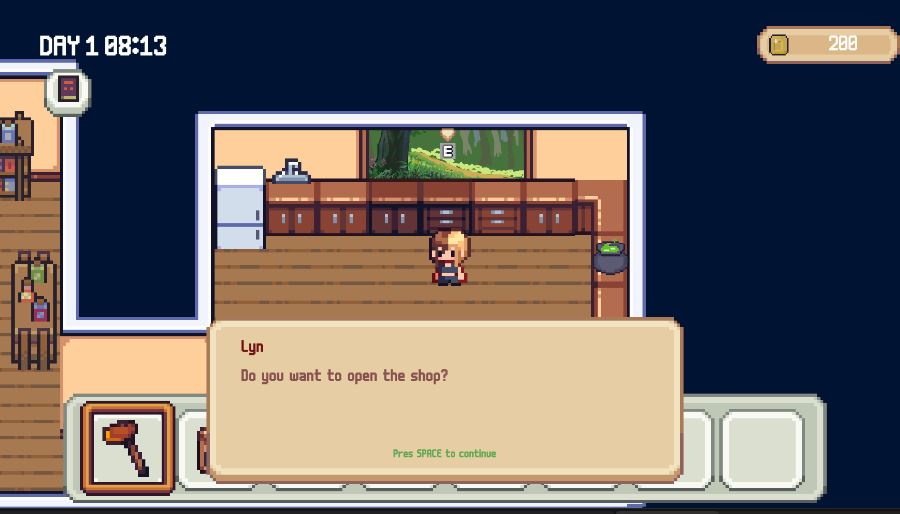 DAY 1 08:13
200
E
Lyn
Do you want to open the shop?
Pres SPACE to continue